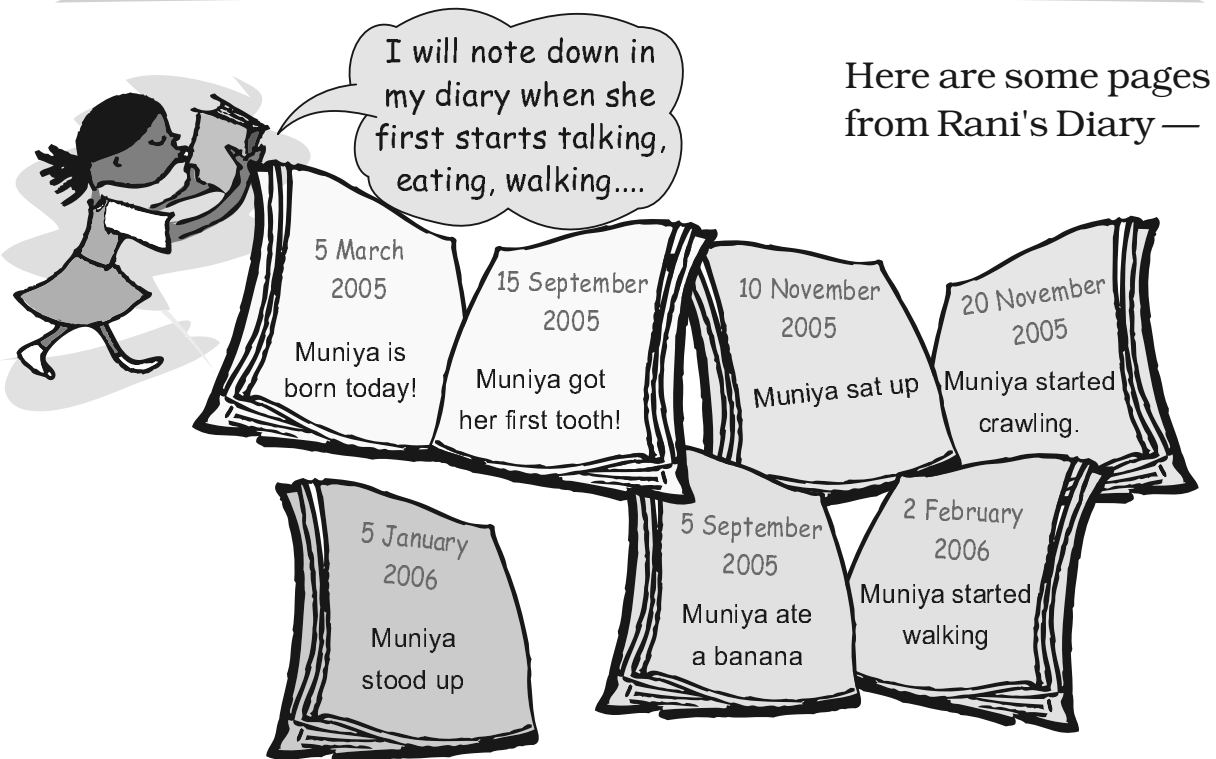 I will note down in
my diary when she
first starts talking,
eating, walking....
Here are some pages
from Rani's Diary —
5 March
2005
Muniya is
born today!
15 September
2005
Muniya got
her first tooth!
10 November
2005
Muniya sat up
20 November
2005
Muniya started
crawling.
5 January
2006
Muniya
stood up
5 September
2005
Muniya ate
a banana
2 February
2006
Muniya started
walking